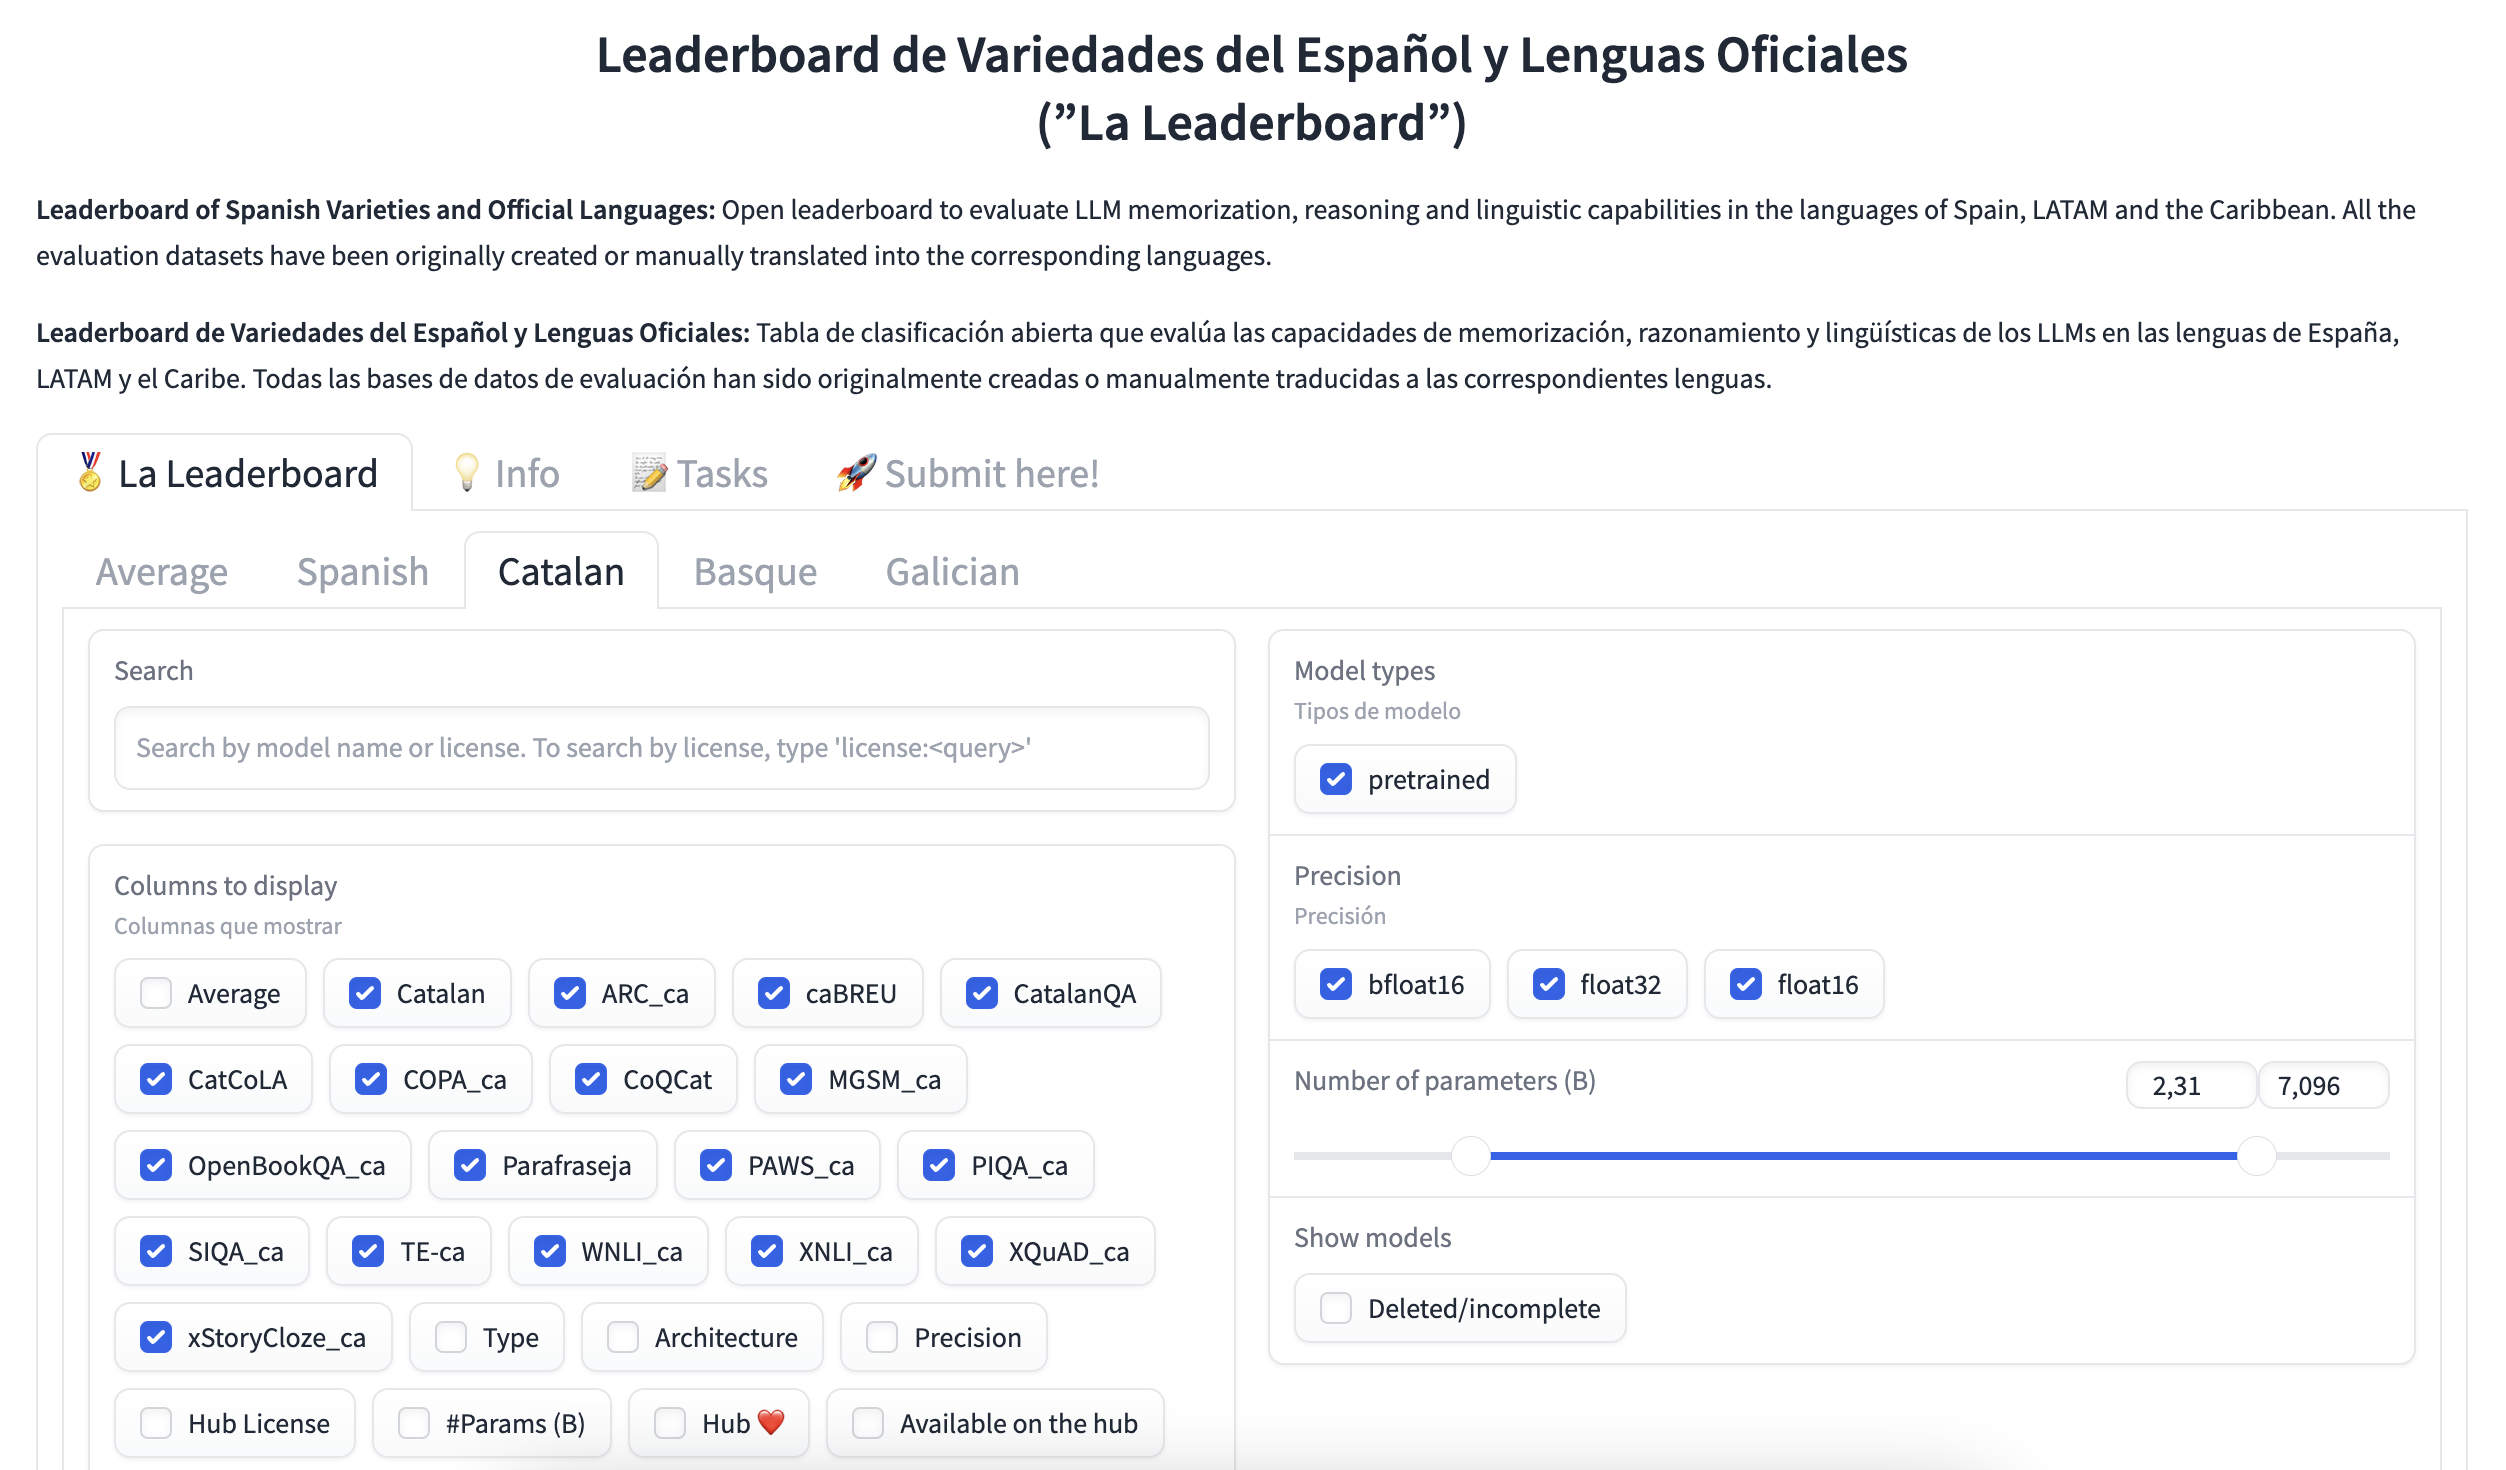 Leaderboard de Variedades del Español y Lenguas Oficiales
(”La Leaderboard”)
Leaderboard of Spanish Varieties and Official Languages: Open leaderboard to evaluate LLM memorization, reasoning and linguistic capabilities in the languages of Spain, LATAM and the Caribbean. All the
evaluation datasets have been originally created or manually translated into the corresponding languages.
Leaderboard de Variedades del Español y Lenguas Oficiales: Tabla de clasificación abierta que evalúa las capacidades de memorización, razonamiento y lingüísticas de los LLMs en las lenguas de España,
LATAM y el Caribe. Todas las bases de datos de evaluación han sido originalmente creadas o manualmente traducidas a las correspondientes lenguas.
🏅 La Leaderboard 💡 Info 📝 Tasks 🚀 Submit here!
Average Spanish Catalan Basque Galician
Search
Search by model name or license. To search by license, type 'license:<query>'
Columns to display
Columnas que mostrar
Average Catalan ARC_ca caBREU CatalanQA
CatCoLA COPA_ca CoQCat MGSM_ca
OpenBookQA_ca Parafraseja PAWS_ca PIQA_ca
SIQA_ca TE-ca WNLI_ca XNLI_ca XQuAD_ca
xStoryCloze_ca Type Architecture Precision
Hub License #Params (B) Hub ❤️ Available on the hub
Model types
Tipos de modelo
pretrained
Precision
Precisión
bfloat16 float32 float16
Number of parameters (B) 2,31 7,096
Show models
Deleted/incomplete